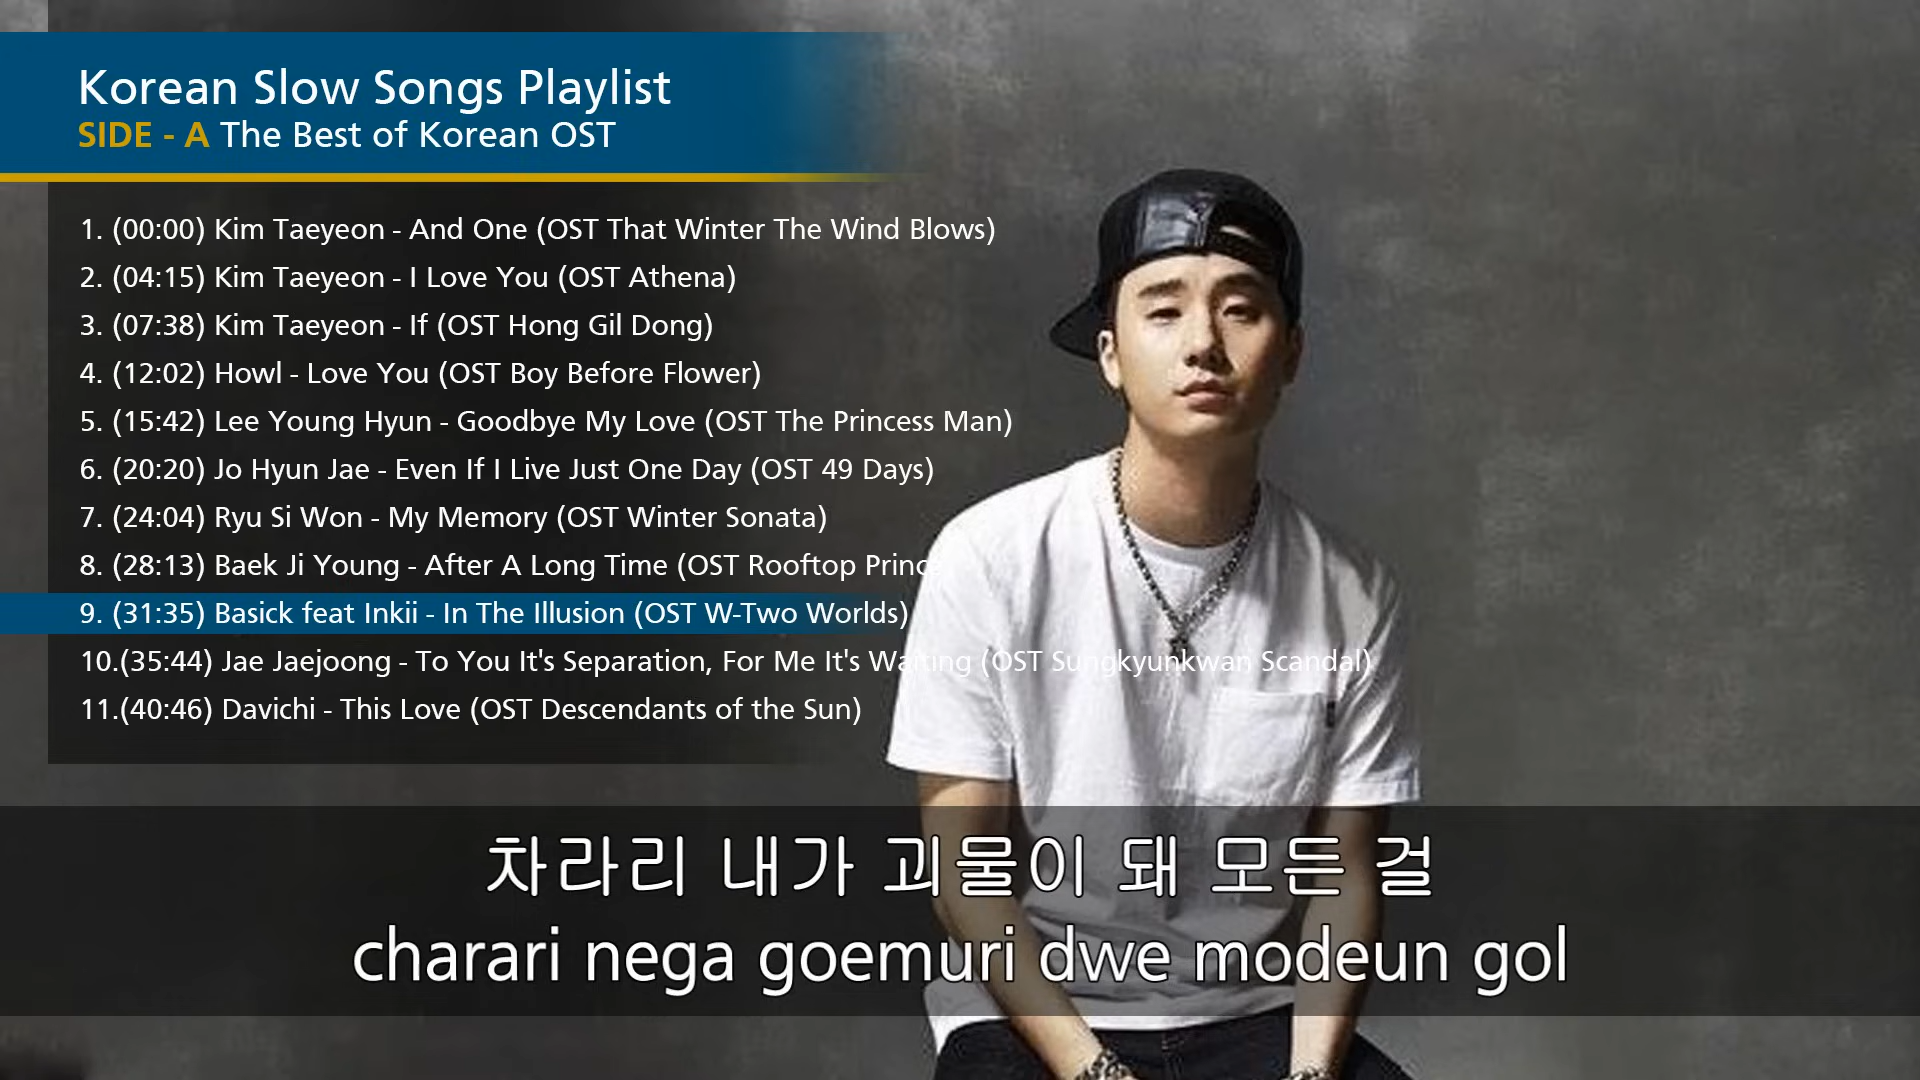 Korean Slow Songs Playlist
SIDE - A The Best of Korean OST
1. (00:00) Kim Taeyeon - And One (OST That Winter The Wind Blows)
2. (04:15) Kim Taeyeon - I Love You (OST Athena)
3. (07:38) Kim Taeyeon - If (OST Hong Gil Dong)
4. (12:02) Howl - Love You (OST Boy Before Flower)
5. (15:42) Lee Young Hyun - Goodbye My Love (OST The Princess Man)
6. (20:20) Jo Hyun Jae - Even If I Live Just One Day (OST 49 Days)
7. (24:04) Ryu Si Won - My Memory (OST Winter Sonata)
8. (28:13) Baek Ji Young - After A Long Time (OST Rooftop Prince)
9. (31:35) Basick feat Inkii - In The Illusion (OST W-Two Worlds)
10.(35:44) Jae Jaejoong - To You It's Separation, For Me It's Waiting (OST Sungkyunkwan Scandal)
11.(40:46) Davichi - This Love (OST Descendants of the Sun)
차라리 내가 괴물이 돼 모든 걸
charari nega goemuri dwe modeun gol